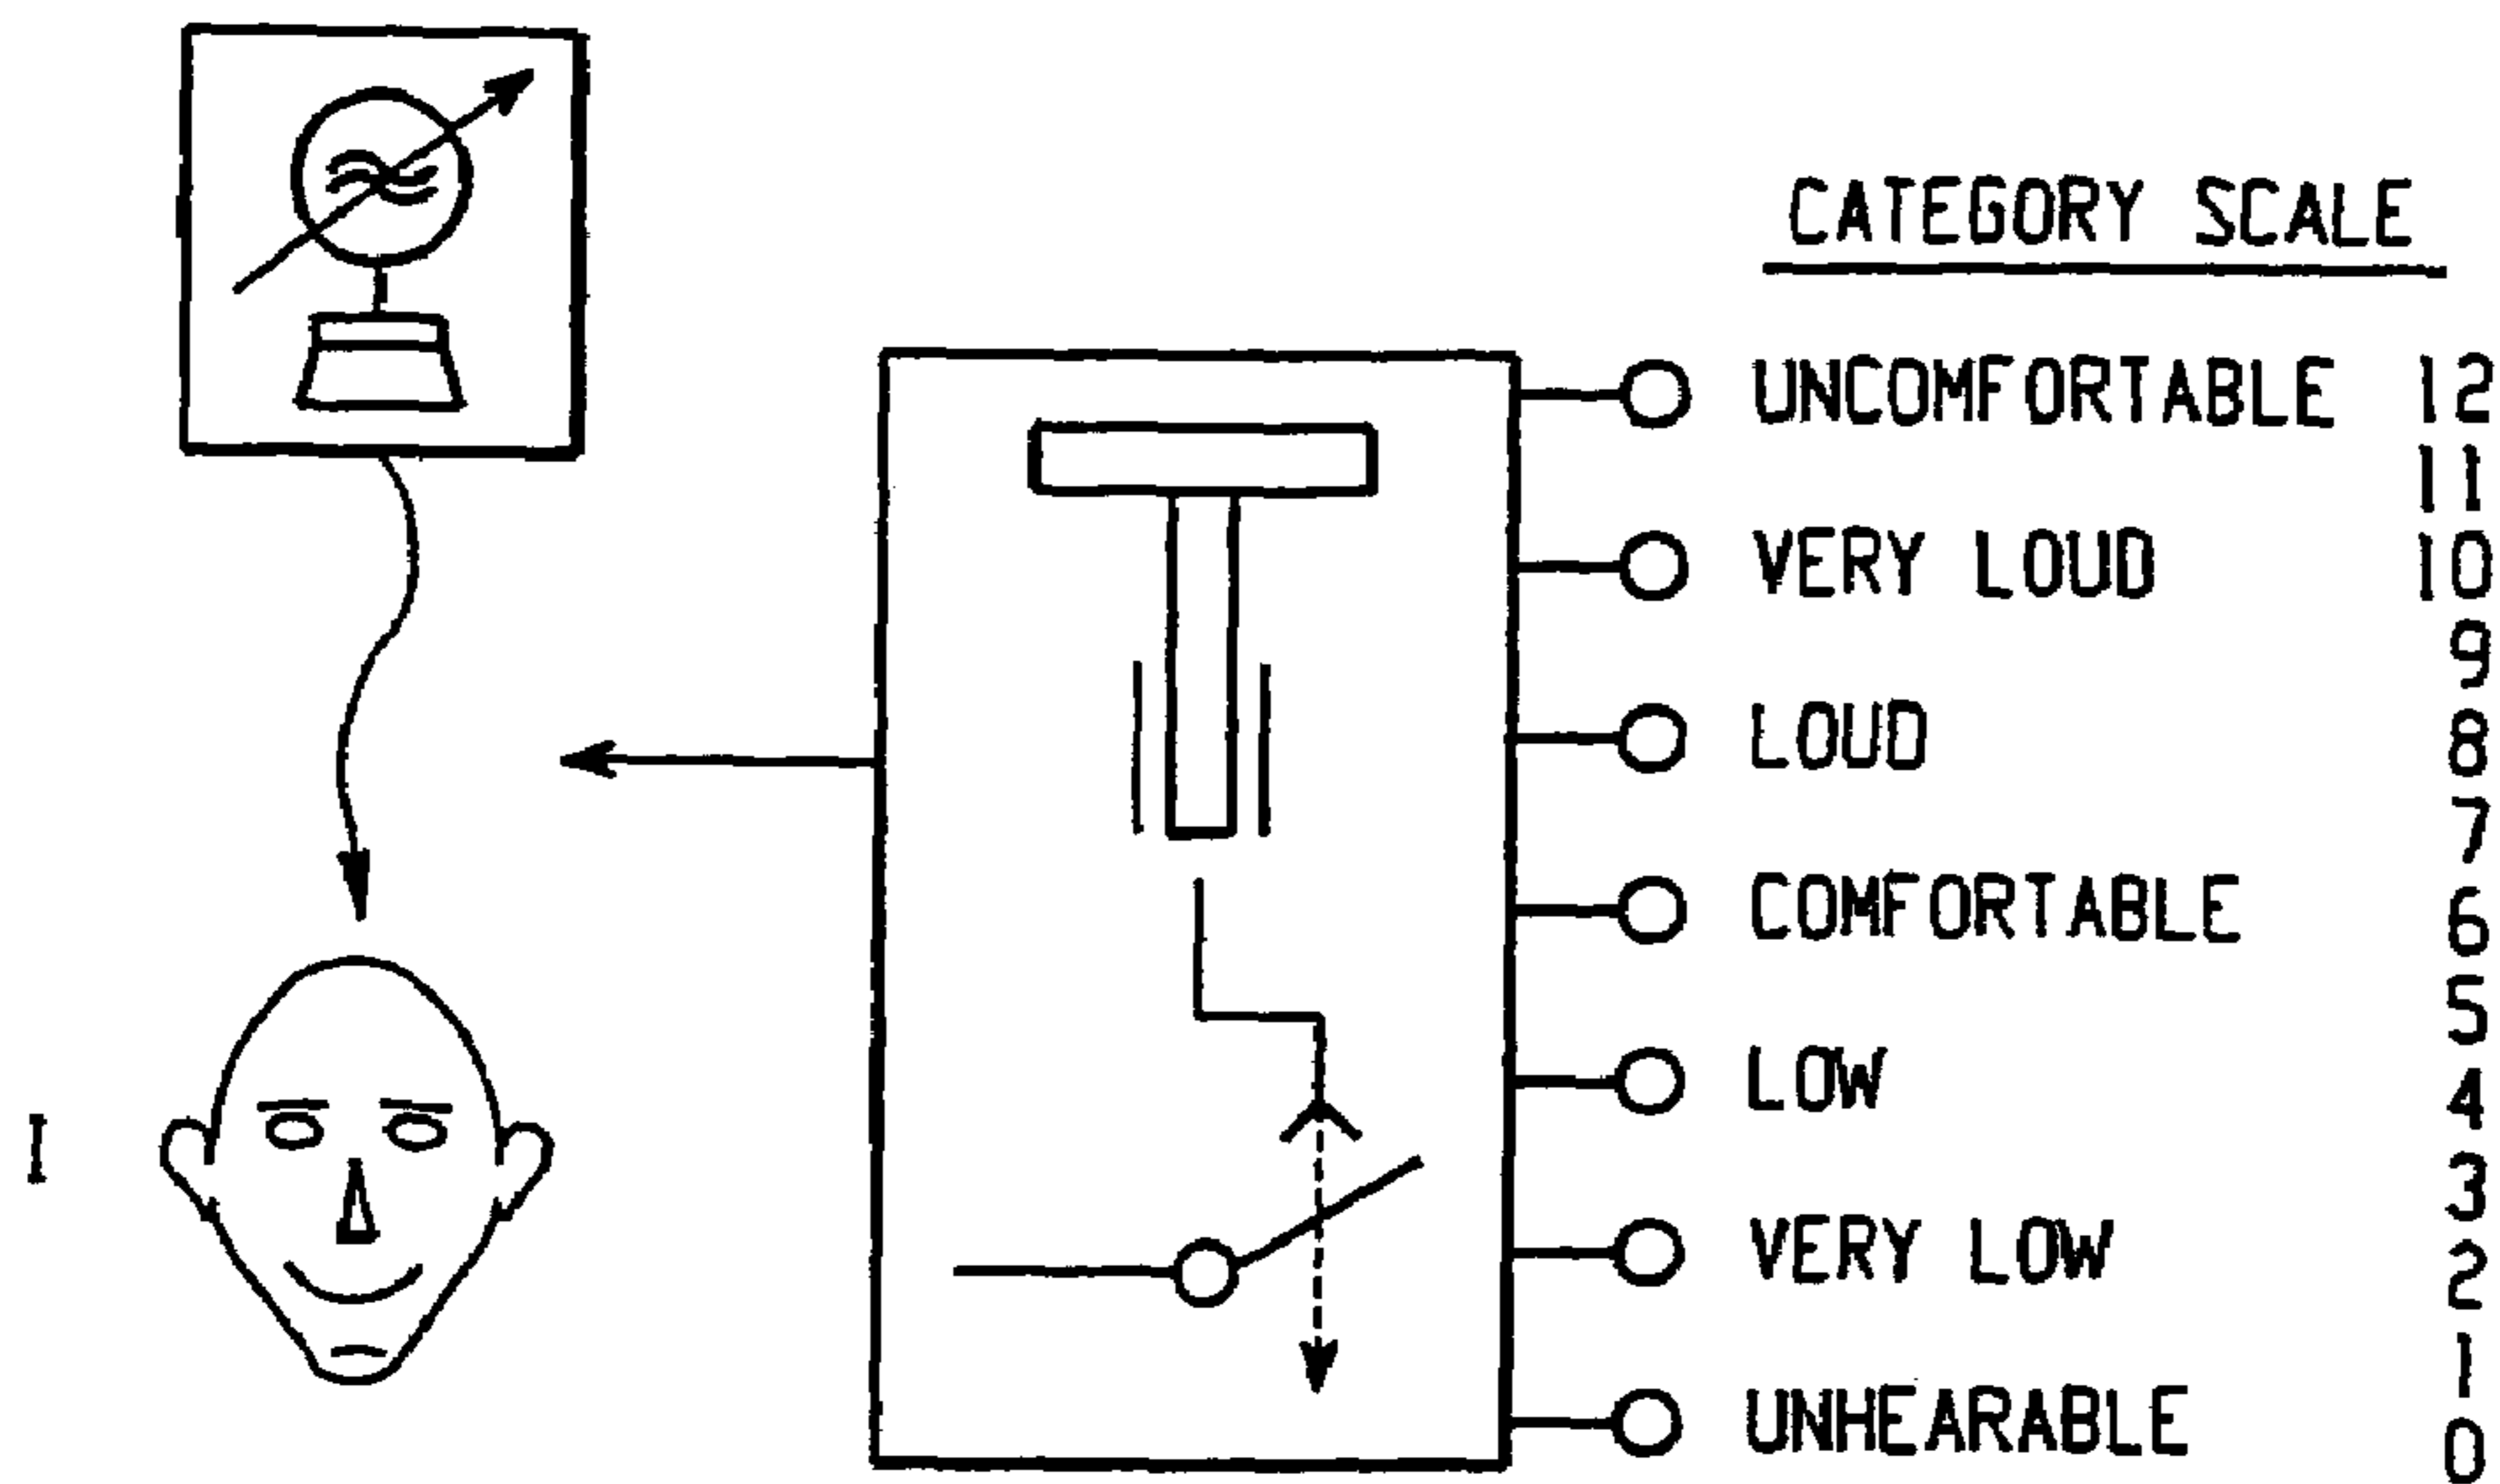 CATEGORY SCALE
UNCOMFORTABLE 12
11
VERY LOUD 10
9
LOUD 8
7
COMFORTABLE 6
5
LOW 4
I 3
VERY LOW 2
1
UNHEARABLE 0